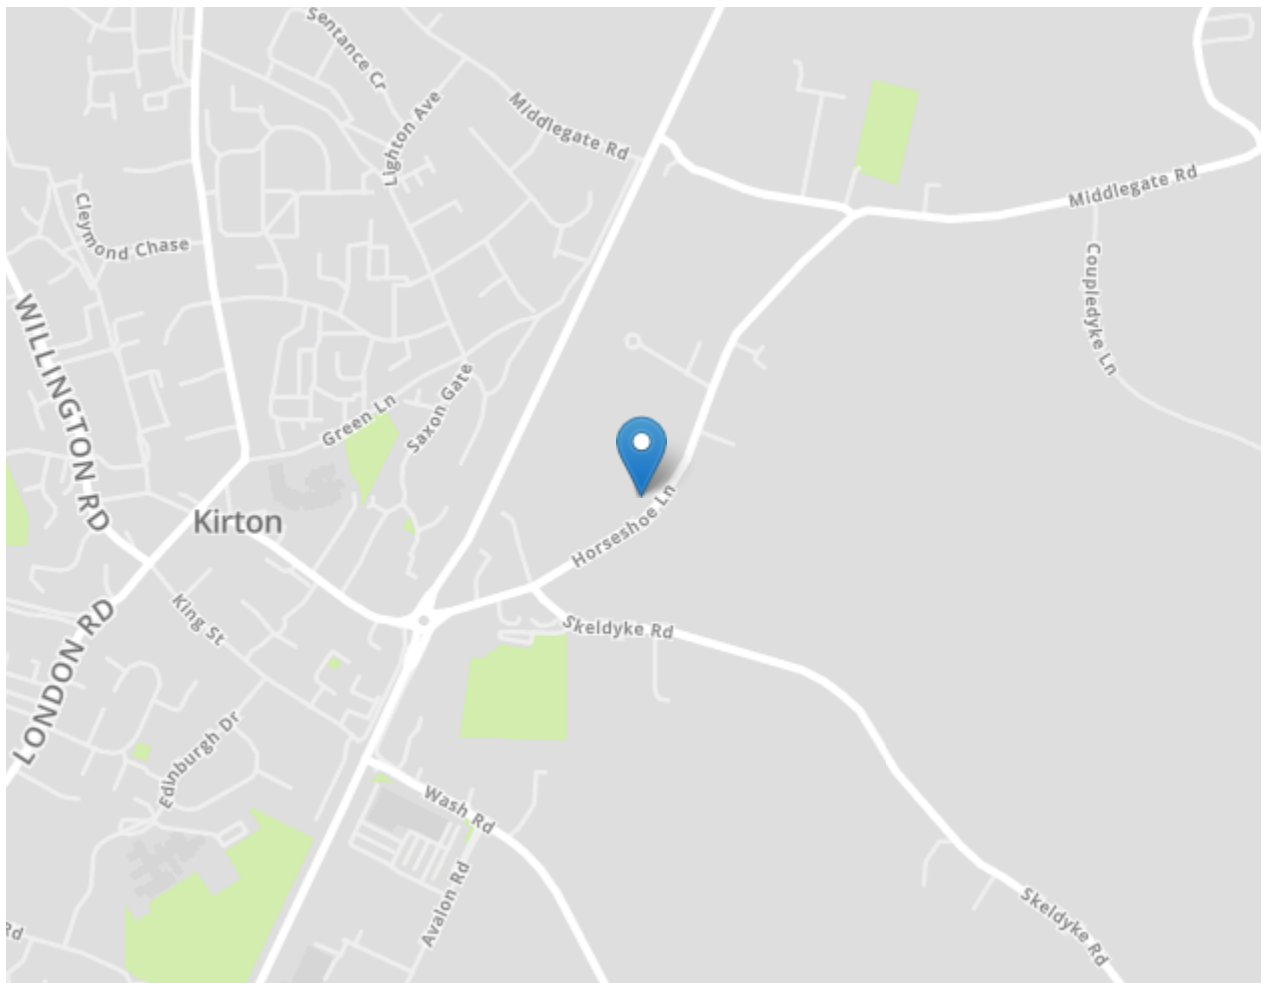 Sentance Cr
Lighton Ave
Middlegate Rd
Middlegate Rd
Cleymond Chase
Coupledyke Ln
WILLINGTON RD
Green Ln
Saxon Gate
Kirton
Horseshoe Ln
King St
Skeldyke Rd
LONDON RD
Edinburgh Dr
Wash Rd
Avalon Rd
Skeldyke Rd
Rd